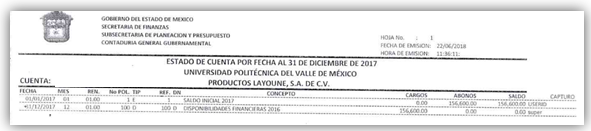 GOBIERNO DEL ESTADO DE MEXICO
SECRETARIA DE FINANZAS
SUBSECRETARIA DE PLANEACION Y PRESUPUESTO
CONTADURIA GENERAL GUBERNAMENTAL
HOJA No. : 1
FECHA DE EMISION: 22/06/2018
HORA DE EMISION: 11:36:11:
ESTADO DE CUENTA POR FECHA AL 31 DE DICIEMBRE DE 2017
UNIVERSIDAD POLITÉCNICA DEL VALLE DE MÉXICO
PRODUCTOS LAYOUNE, S.A. DE C.V.
CUENTA:
FECHA MES REN. No POL. TIP REF. DN CONCEPTO CARGOS ABONOS SALDO CAPTURO
01/01/2017 01 01.00 1 E 1 SALDO INICIAL 2017 0.00 156,600.00 156,600.00 USERID
31/12/2017 12 01.00 100 D 100 D DISPONIBILIDADES FINANCIERAS 2016 156,600.00 0.00 super